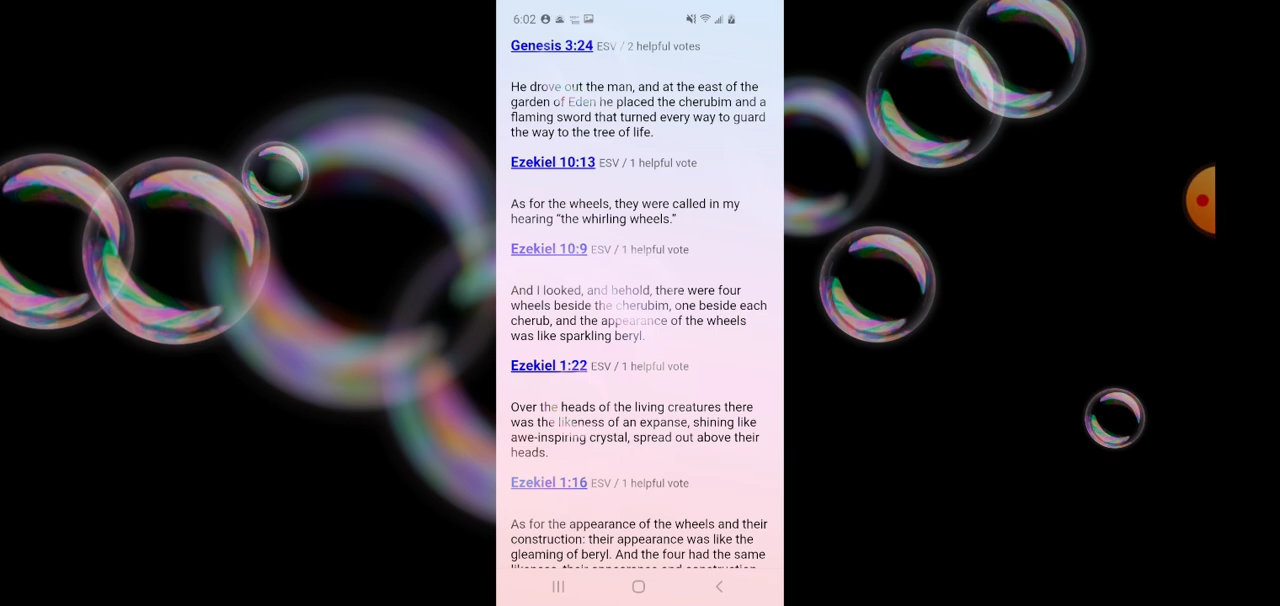 6:02
Genesis 3:24 ESV / 2 helpful votes
He drove out the man, and at the east of the
garden of Eden he placed the cherubim and a
flaming sword that turned every way to guard
the way to the tree of life.
Ezekiel 10:13 ESV / 1 helpful vote
As for the wheels, they were called in my
hearing “the whirling wheels.”
Ezekiel 10:9 ESV / 1 helpful vote
And I looked, and behold, there were four
wheels beside the cherubim, one beside each
cherub, and the appearance of the wheels
was like sparkling beryl.
Ezekiel 1:22 ESV / 1 helpful vote
Over the heads of the living creatures there
was the likeness of an expanse, shining like
awe-inspiring crystal, spread out above their
heads.
Ezekiel 1:16 ESV / 1 helpful vote
As for the appearance of the wheels and their
construction: their appearance was like the
gleaming of beryl. And the four had the same
likeness, their appearance and construction